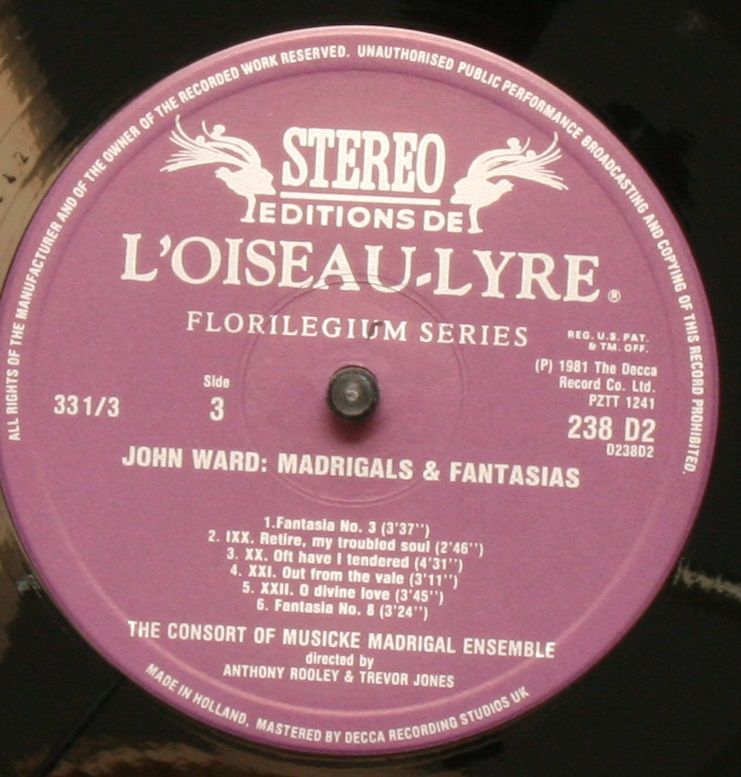 ALL RIGHTS OF THE MANUFACTURER AND OF THE OWNER OF THE RECORDED WORK RESERVED. UNAUTHORISED PUBLIC PERFORMANCE BROADCASTING AND COPYING OF THIS RECORD PROHIBITED.
STEREO
EDITIONS DE
L'OISEAU-LYRE ®
FLORILEGIUM SERIES
REG. U.S. PAT.
& TM. OFF.
(P) 1981 The Decca
Record Co. Ltd.
PZTT 1241
33 1/3
Side
3
238 D2
D238D2
JOHN WARD: MADRIGALS & FANTASIAS
1.Fantasia No. 3 (3'37'')
2. IXX. Retire, my troubled soul (2'46'')
3. XX. Oft have I tendered (4'31'')
4. XXI. Out from the vale (3'11'')
5. XXII. O divine love (3'45'')
6. Fantasia No. 8 (3'24'')
THE CONSORT OF MUSICKE MADRIGAL ENSEMBLE
directed by
ANTHONY ROOLEY & TREVOR JONES
MADE IN HOLLAND, MASTERED BY DECCA RECORDING STUDIOS UK